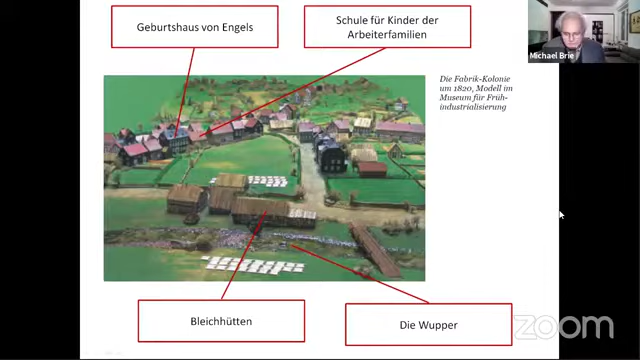 Geburtshaus von Engels
Schule für Kinder der
Arbeiterfamilien
Michael Brie
Die Fabrik-Kolonie
um 1820, Modell im
Museum für Früh-
industrialisierung
Bleichhütten
Die Wupper
zoom